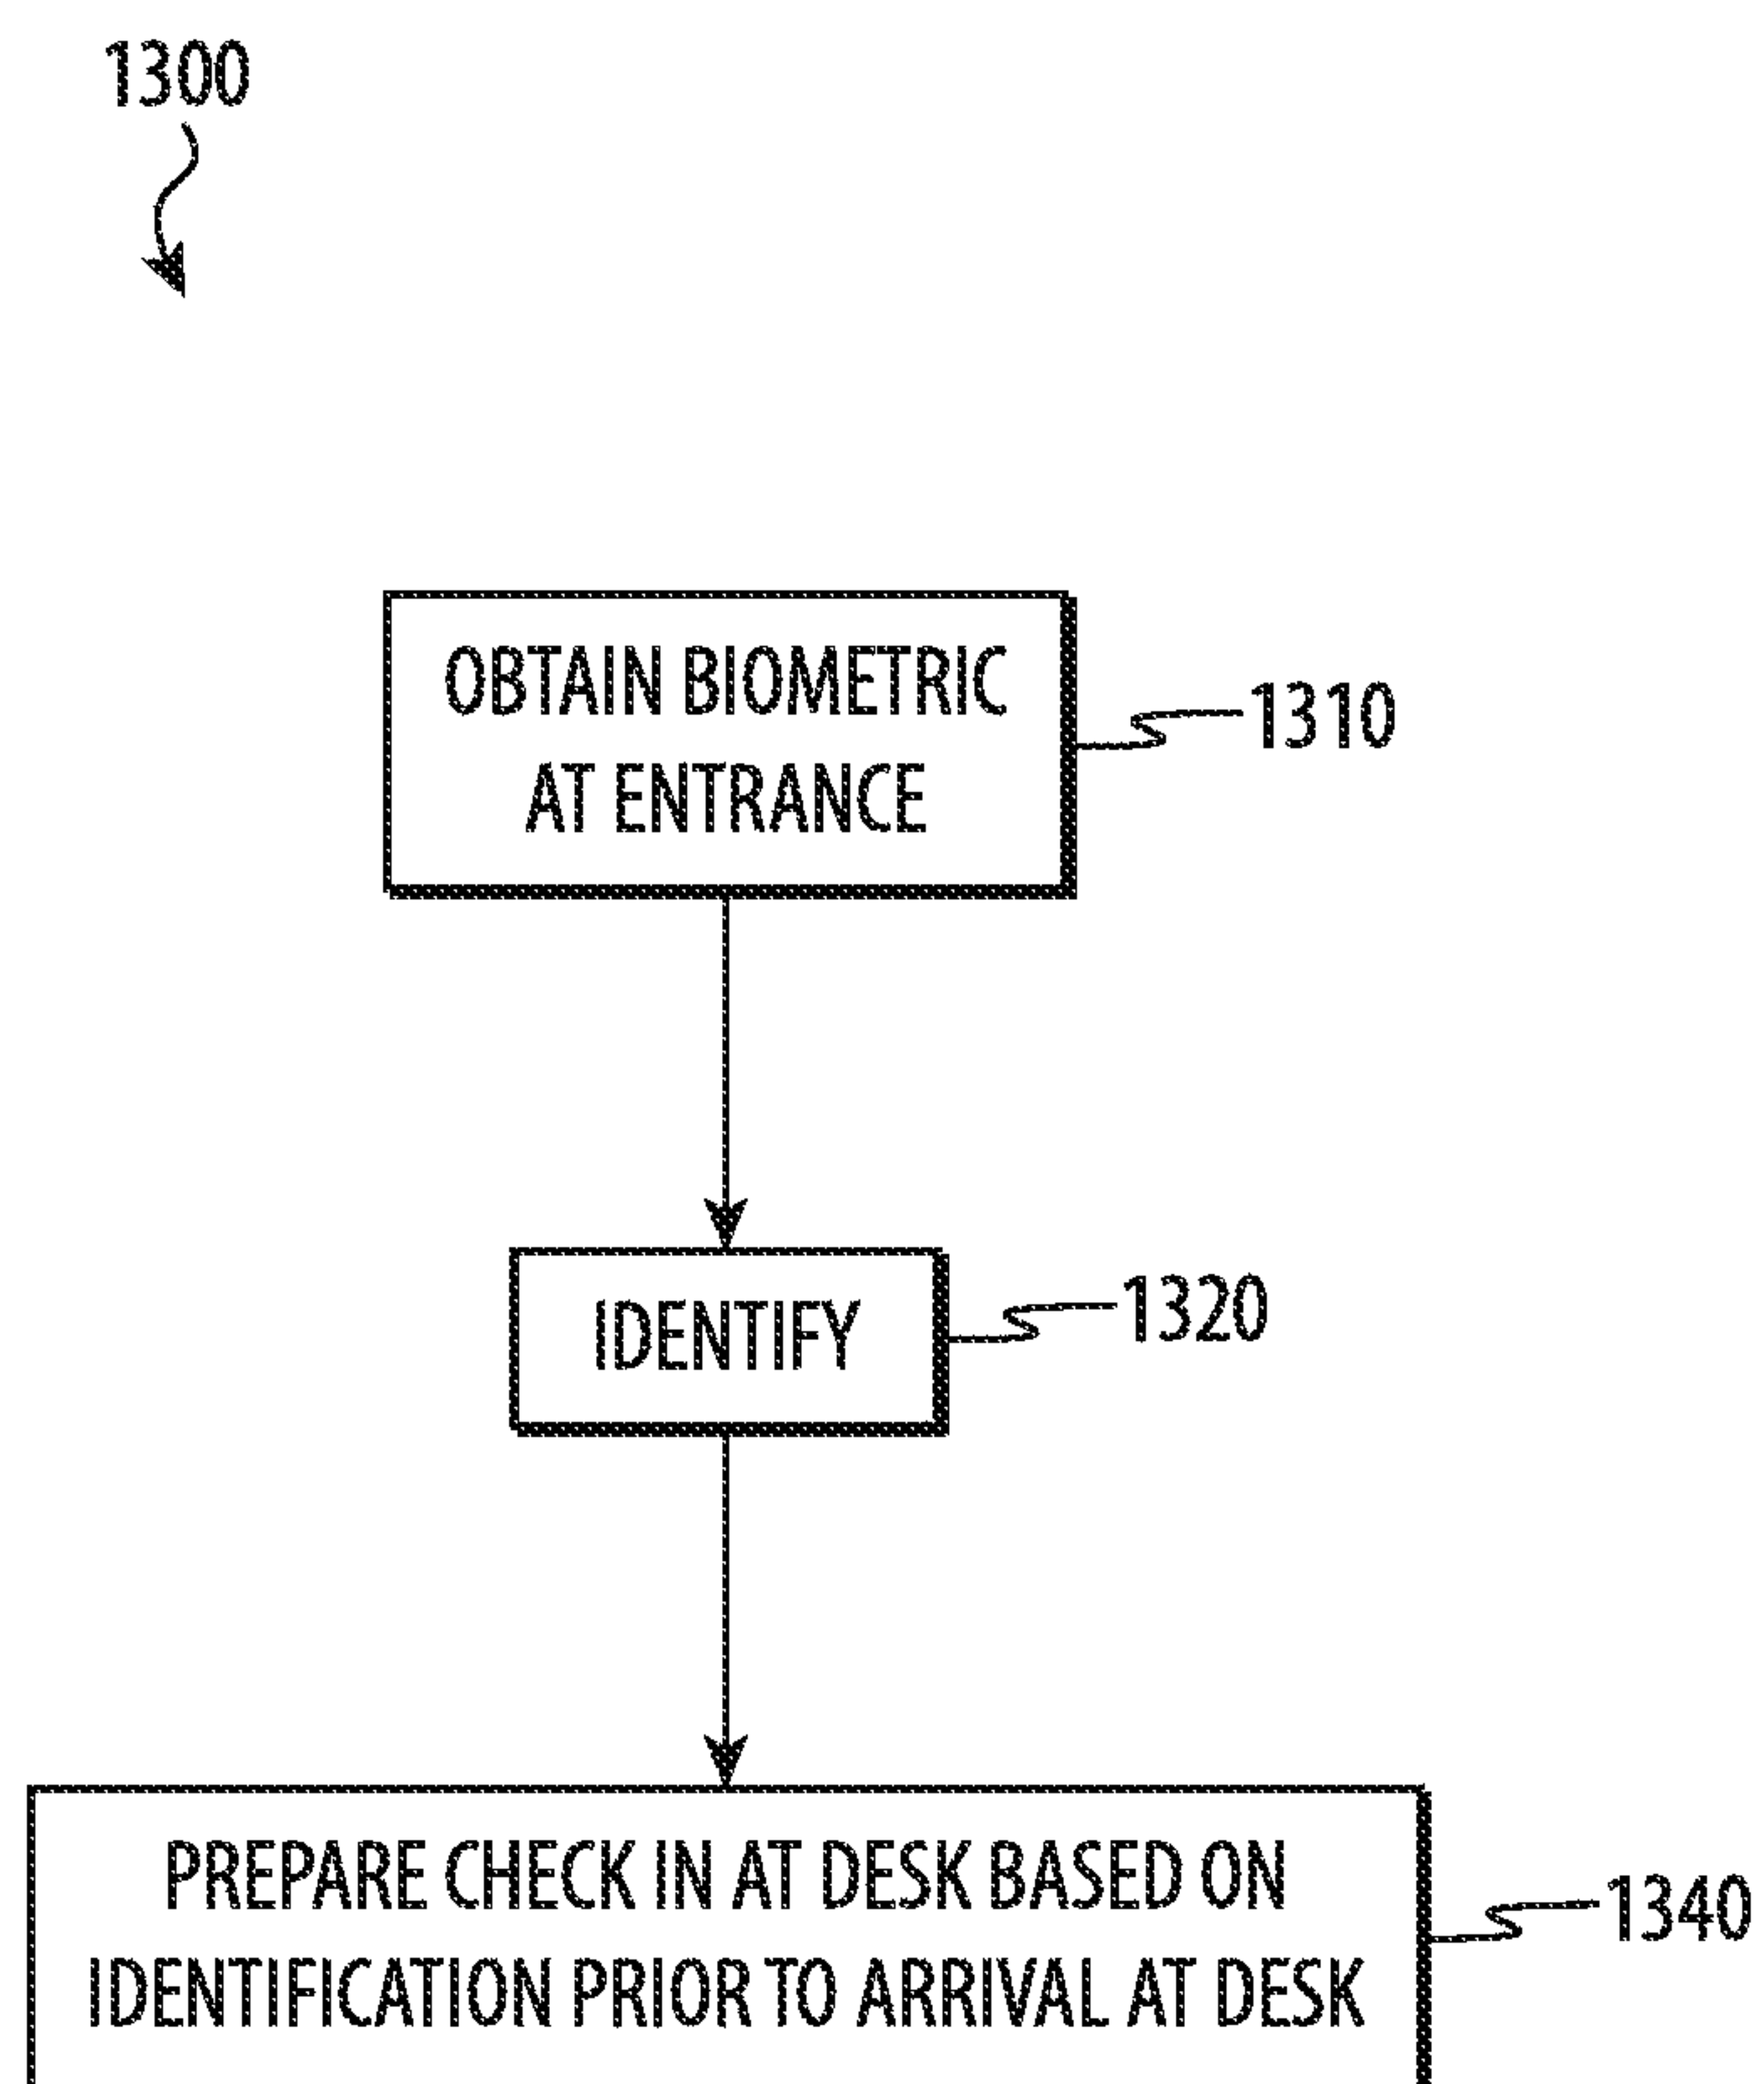 1300
OBTAIN BIOMETRIC
AT ENTRANCE
1310
IDENTIFY
1320
PREPARE CHECK IN AT DESK BASED ON
IDENTIFICATION PRIOR TO ARRIVAL AT DESK
1340